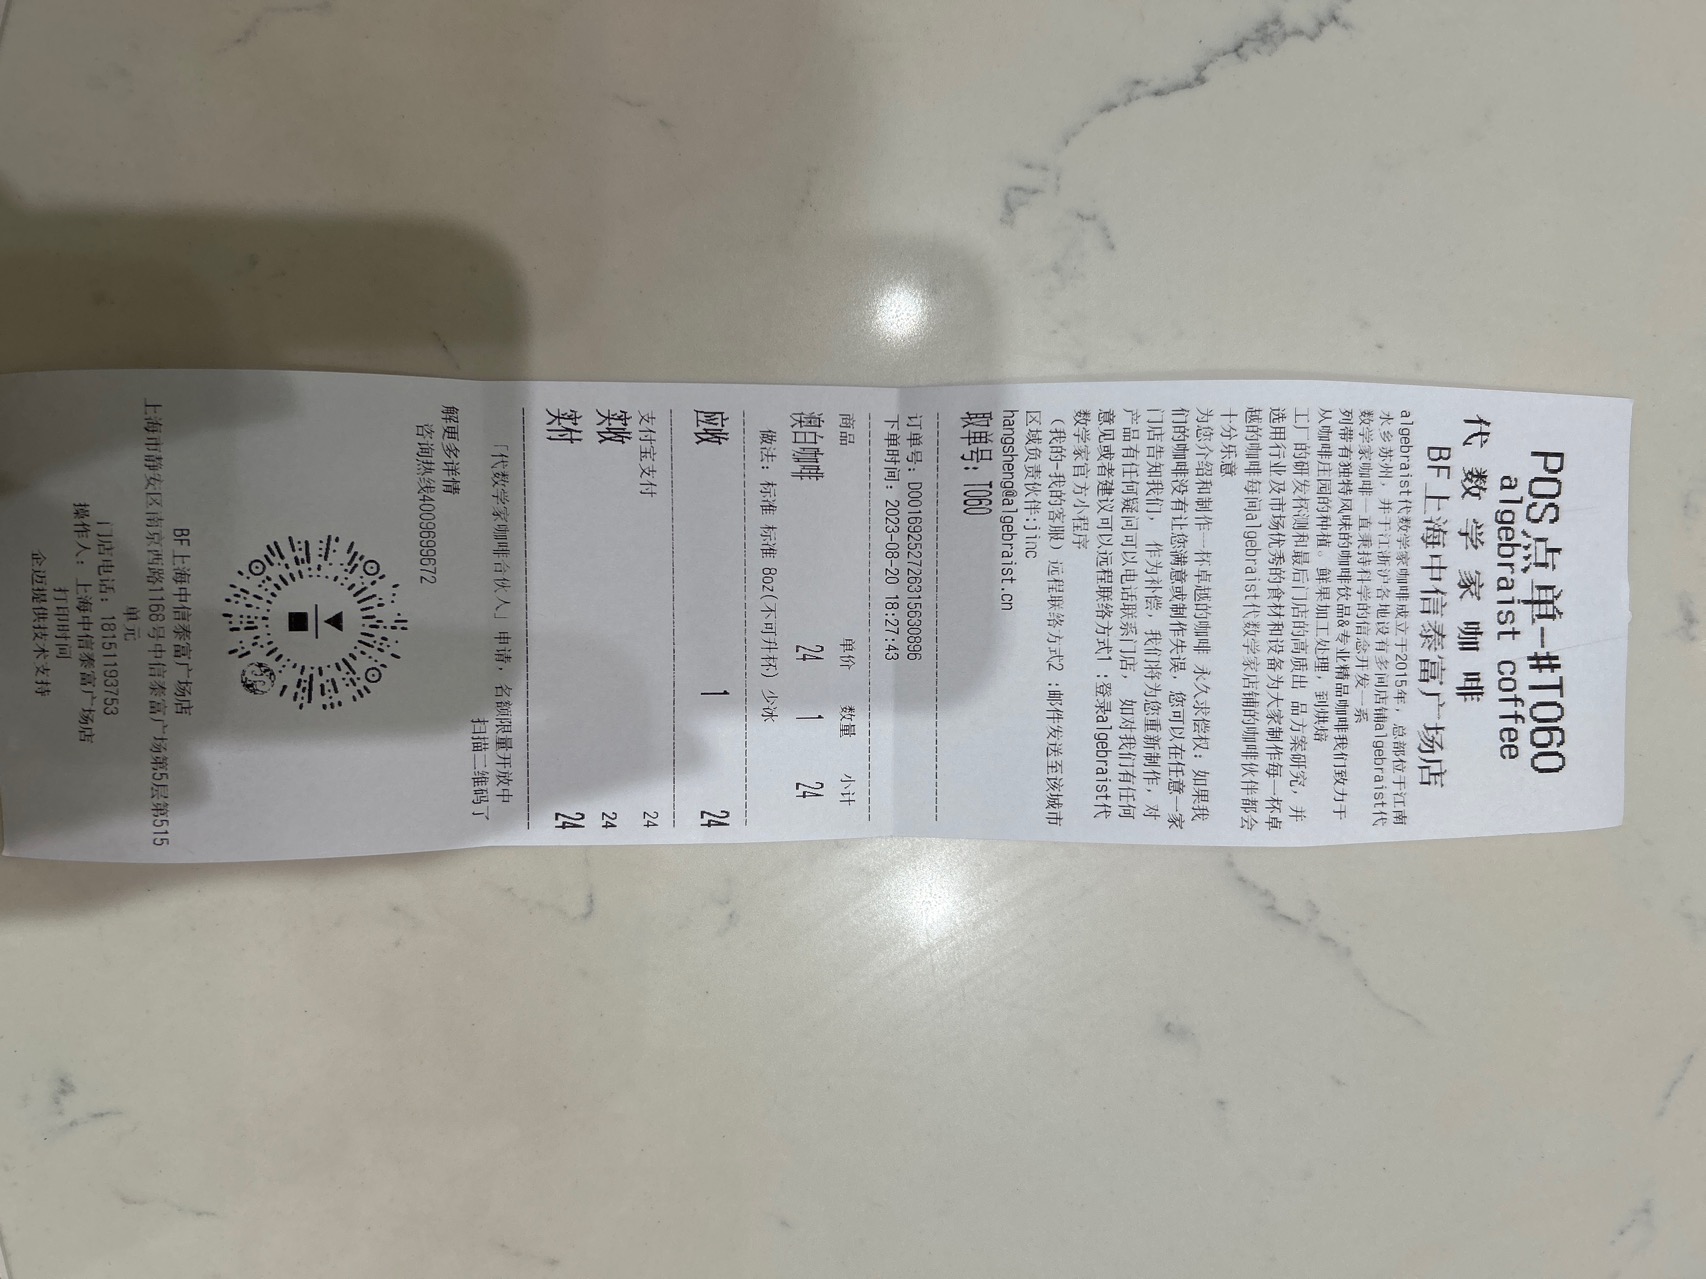 POS点单-#T060
algebraist coffee
代 数 学 家 咖 啡
BF上海中信泰富广场店
algebraist代数学家咖啡成立于2015年，总部位于江南
水乡苏州，并于江浙沪各地设有多间店铺algebraist代
数学家咖啡一直秉持科学的信念开发一系
列带有独特风味的咖啡饮品&专业精品咖啡我们致力于
从咖啡庄园的种植。鲜果加工处理，到烘焙
工厂的研发杯测和最后门店的高质出 品方案研究，并
选用行业及市场优秀的食材和设备为大家制作每一杯卓
越的咖啡每间algebraist代数学家店铺的咖啡伙伴都会
十分乐意
为您介绍和制作一杯卓越的咖啡 永久求偿权：如果我
们的咖啡没有让您满意或制作失误，您可以在任意一家
门店告知我们，作为补偿，我们将为您重新制作，对
产品有任何疑问可以电话联系门店，如对我们有任何
意见或者建议可以远程联络方式1：登录algebraist代
数学家官方小程序
（我的-我的客服）远程联络方式2：邮件发送至该城市
区域负责伙伴:jinc
hangsheng@algebraist.cn
取单号：T060
订单号：D00169252726315630896
下单时间：2023-08-20 18:27:43
商品 单价 数量 小计
澳白咖啡 24 1 24
做法：标准 标准 8oz(不可升杯) 少冰
应收 1 24
支付宝支付 24
实收 24
实付 24
「代数学家咖啡合伙人」申请，名额限量开放中
扫描二维码了
解更多详情
咨询热线4009699672
BF上海中信泰富广场店
上海市静安区南京西路1168号中信泰富广场第5层第515
单元
门店电话：18151193753
操作人：上海中信泰富广场店
打印时间
企迈提供技术支持